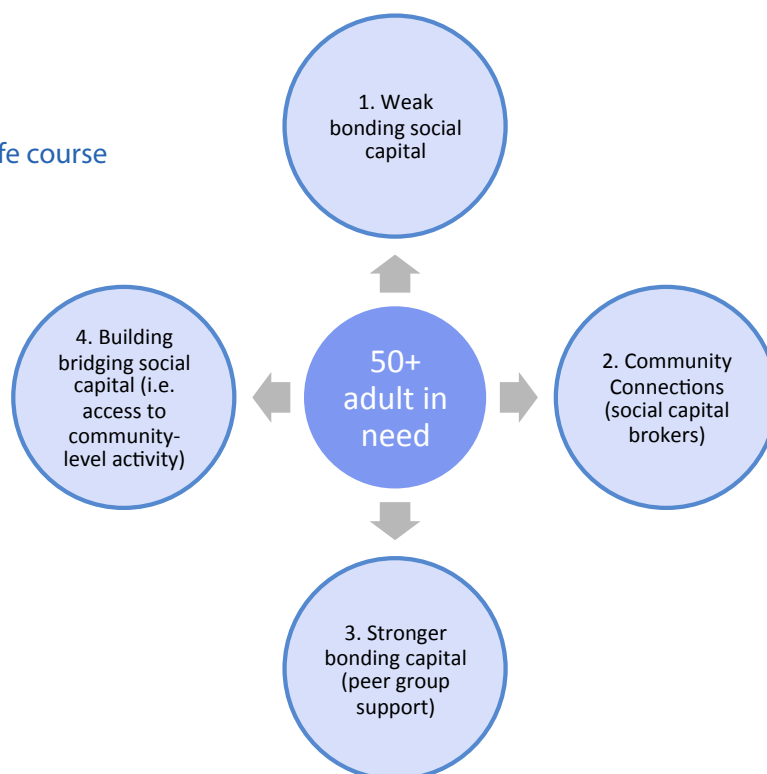 1. Weak
bonding social
capital
fe course
4. Building
bridging social
capital (i.e.
access to
community-
level activity)
50+
adult in
need
2. Community
Connections
(social capital
brokers)
3. Stronger
bonding capital
(peer group
support)